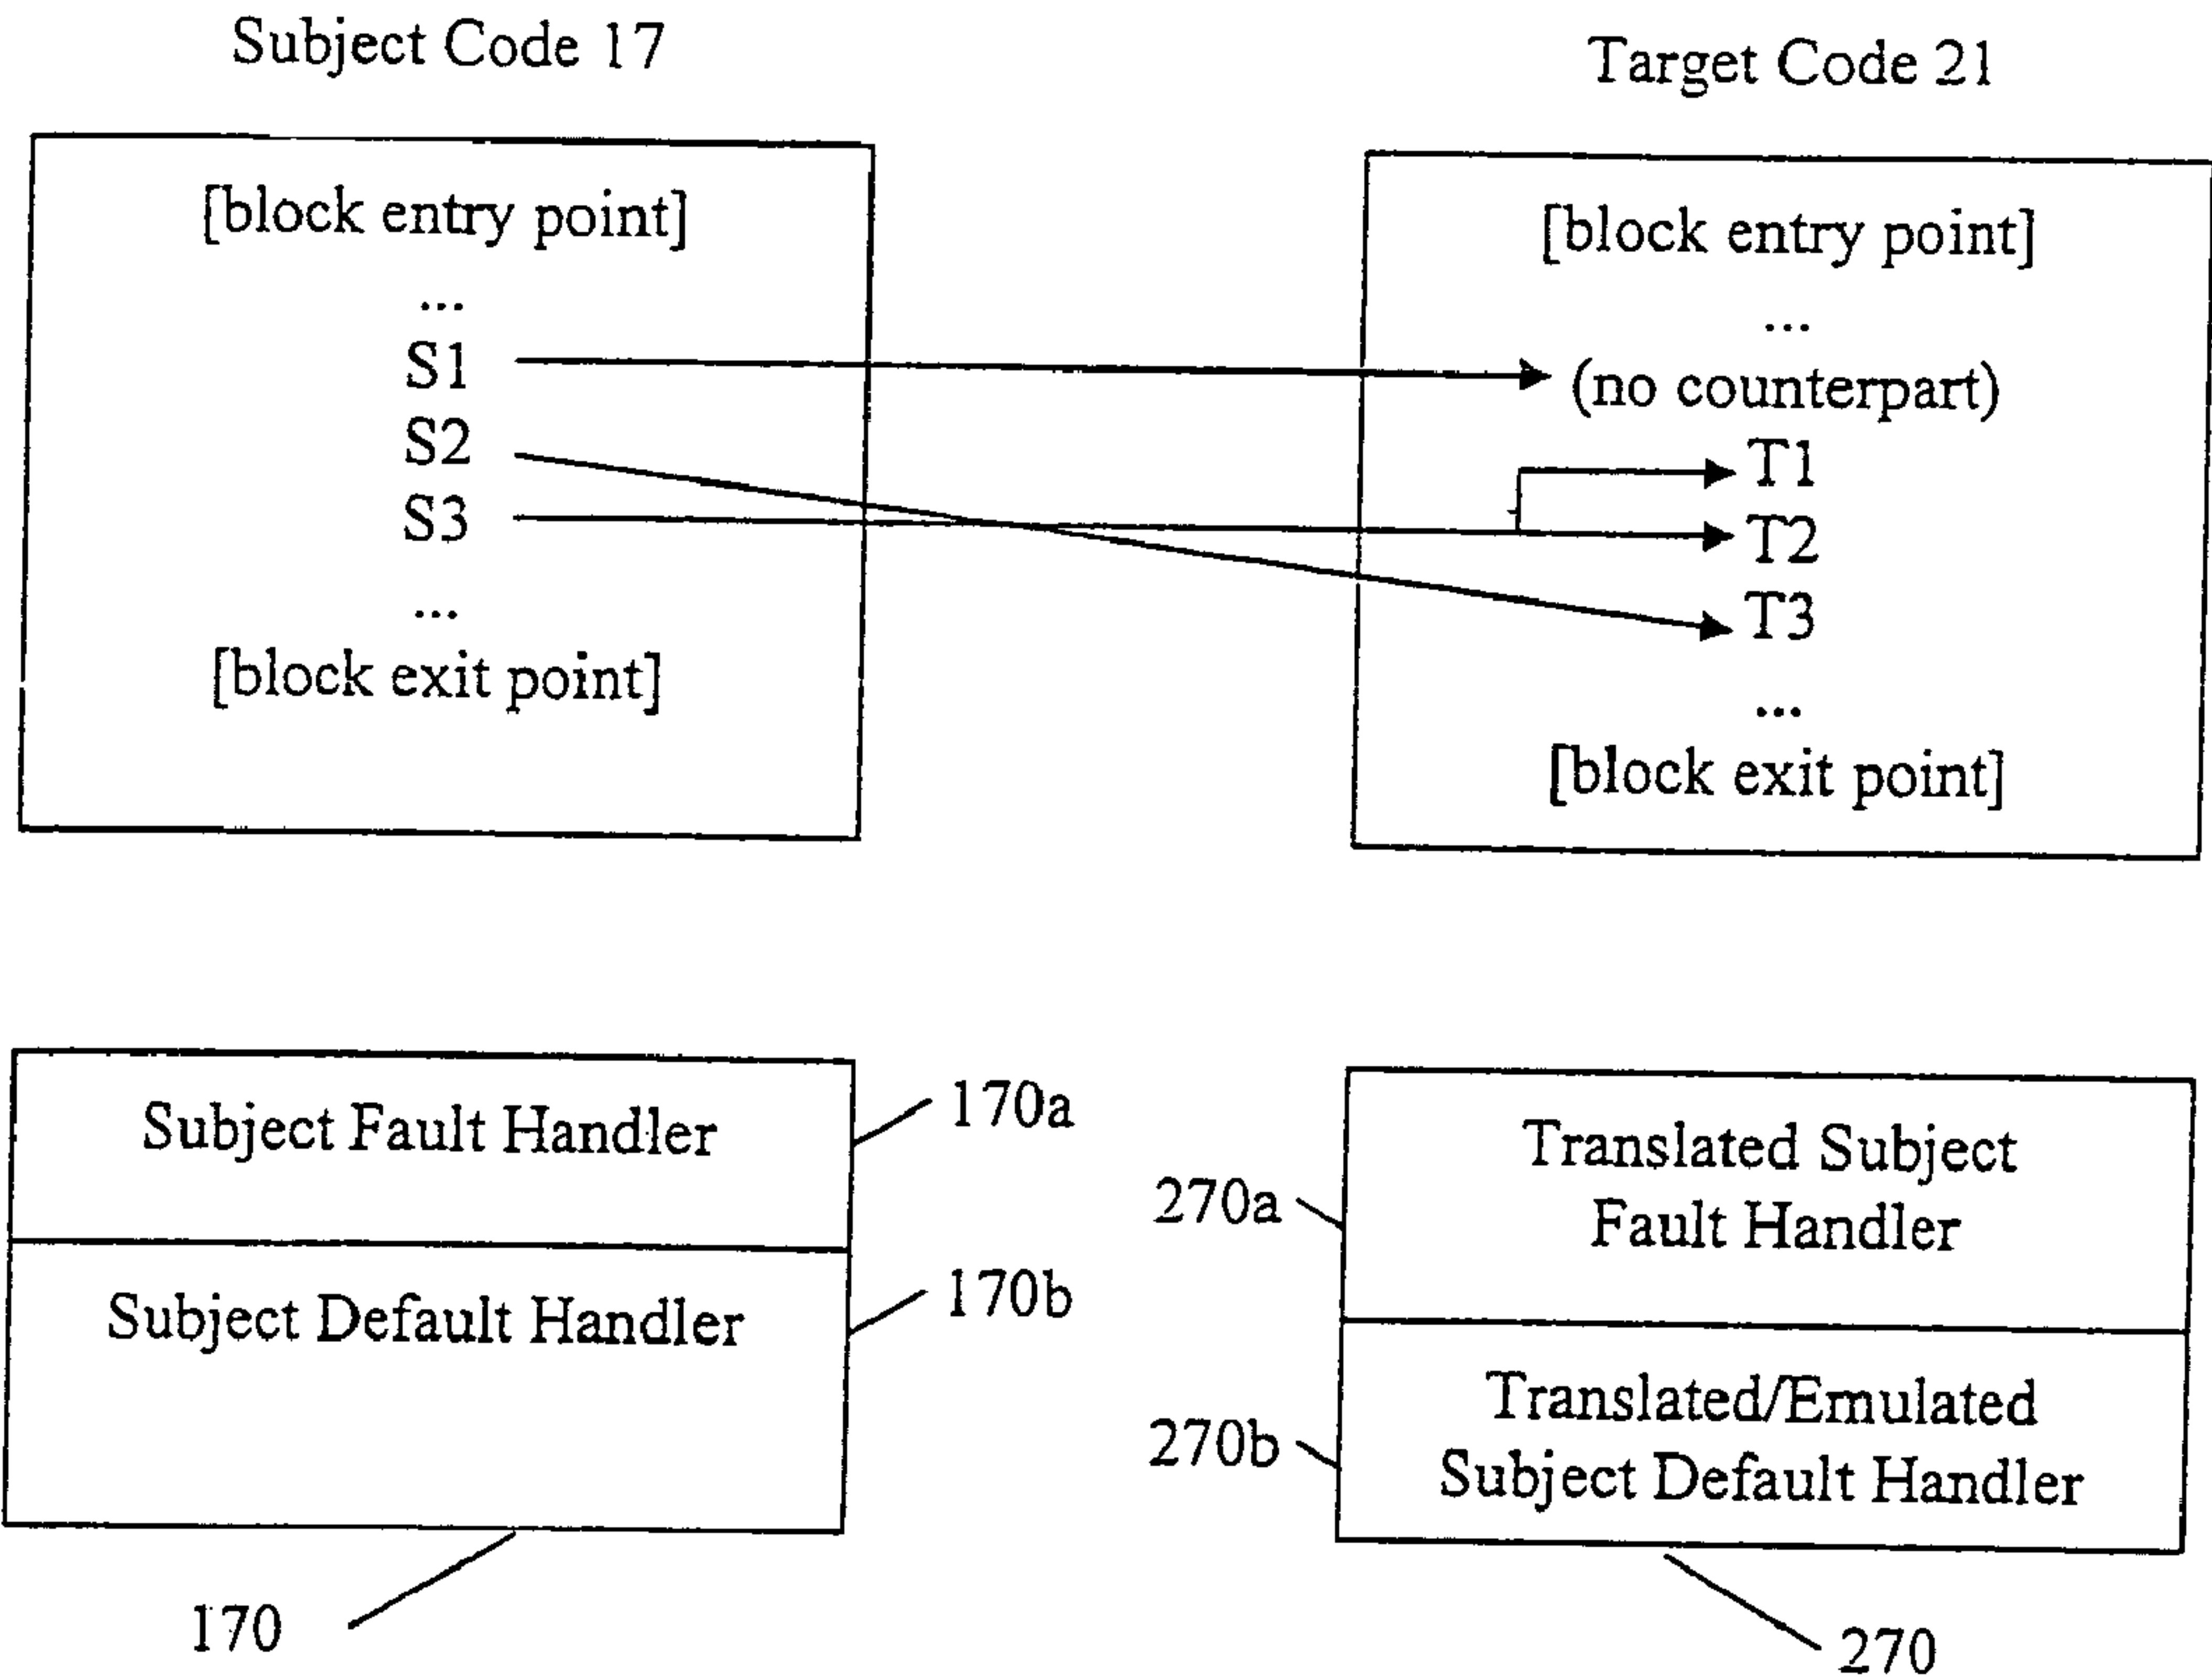 Subject Code 17
[block entry point]
...
S1
S2
S3
...
[block exit point]
Target Code 21
[block entry point]
...
(no counterpart)
T1
T2
T3
...
[block exit point]
Subject Fault Handler
170a
Subject Default Handler
170b
170
Translated Subject
Fault Handler
270a
Translated/Emulated
Subject Default Handler
270b
270